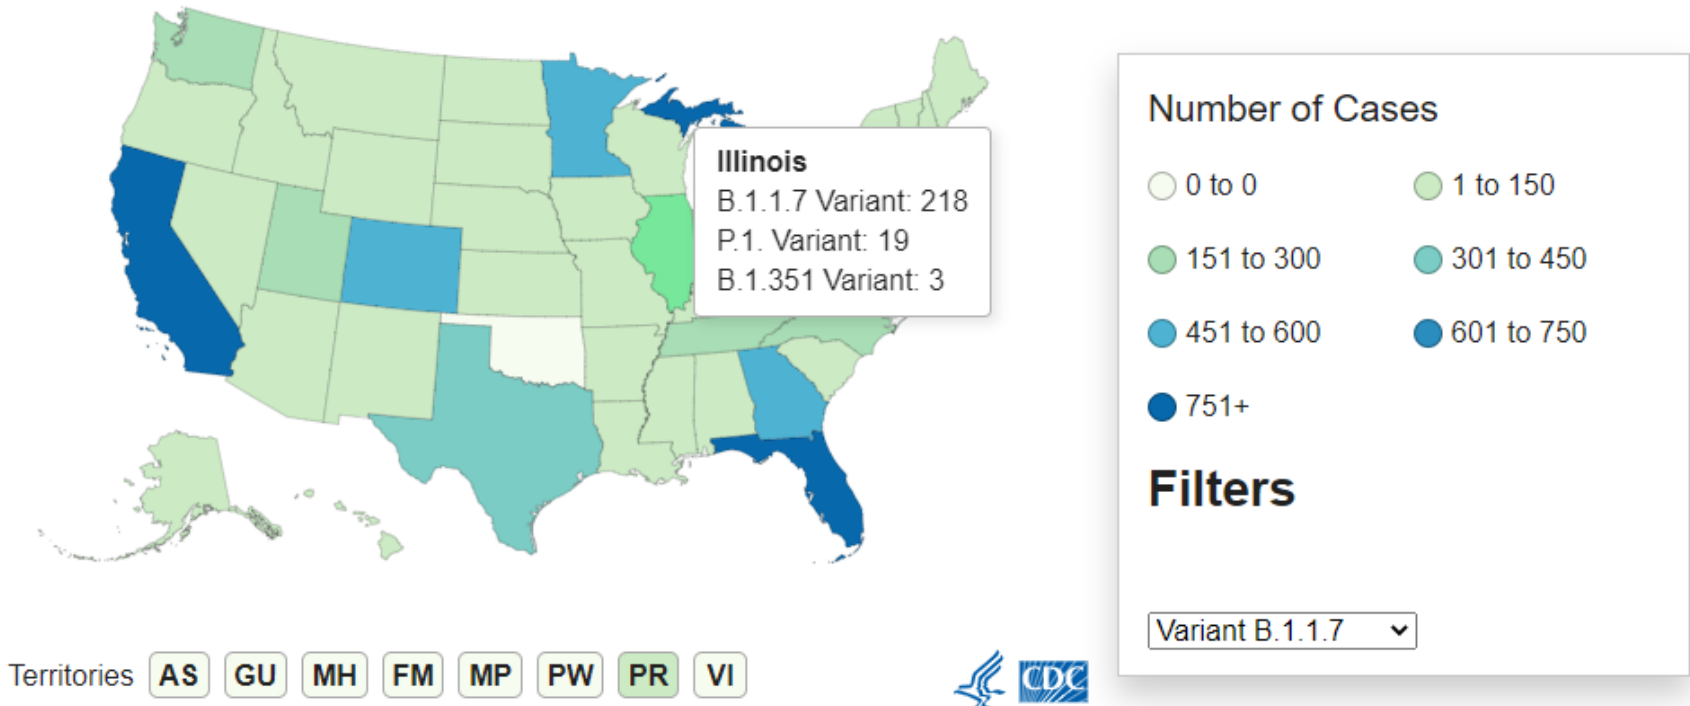 Illinois
B.1.1.7 Variant: 218
P.1. Variant: 19
B.1.351 Variant: 3
Number of Cases
0 to 0
1 to 150
151 to 300
301 to 450
451 to 600
601 to 750
751+
Filters
Variant B.1.1.7
Territories AS GU MH FM MP PW PR VI
CDC